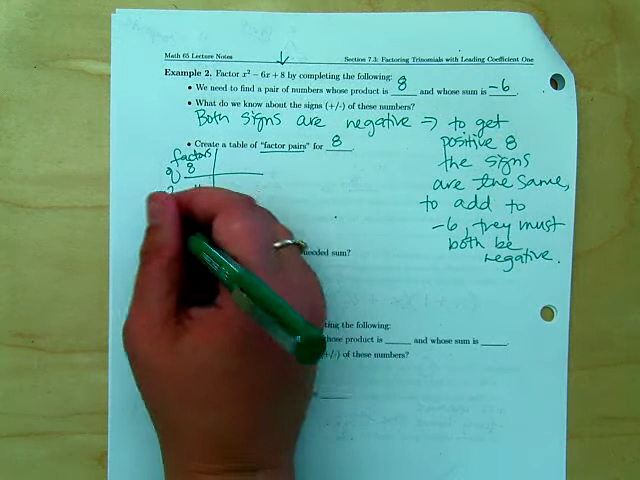 Math 65 Lecture Notes Section 7.3: Factoring Trinomials with Leading Coefficient One
Example 2. Factor x² − 6x + 8 by completing the following:
• We need to find a pair of numbers whose product is 8 and whose sum is -6.
• What do we know about the signs (+/-) of these numbers?
Both signs are negative ⇒ to get
positive 8
the signs
are the same,
to add to
-6, they must
both be
negative.
• Create a table of "factor pairs" for 8.
factors
of 8
needed sum?
ting the following:
hose product is and whose sum is .
(+/-) of these numbers?